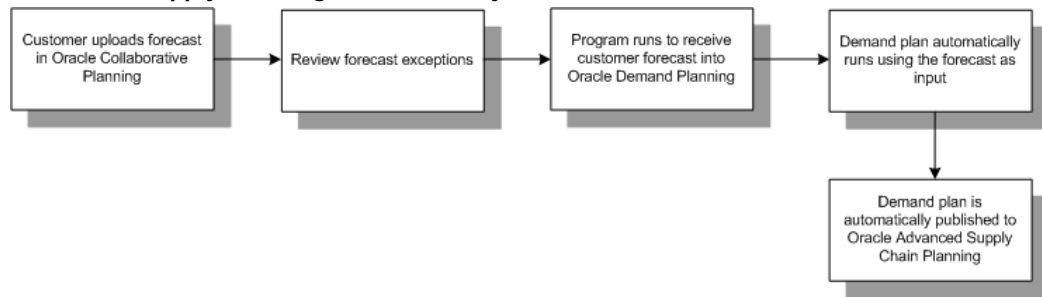 Customer uploads forecast
in Oracle Collaborative
Planning
Review forecast exceptions
Program runs to receive
customer forecast into
Oracle Demand Planning
Demand plan automatically
runs using the forecast as
input
Demand plan is
automatically published to
Oracle Advanced Supply
Chain Planning